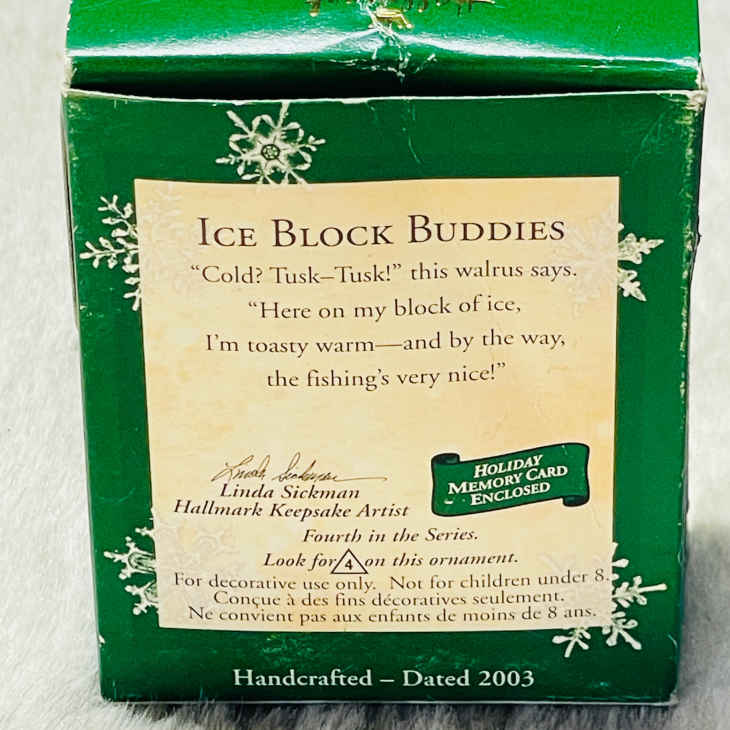 ICE BLOCK BUDDIES
“Cold? Tusk–Tusk!” this walrus says.
“Here on my block of ice,
I'm toasty warm—and by the way,
the fishing's very nice!”
Linda Sickman
Linda Sickman
Hallmark Keepsake Artist
HOLIDAY
MEMORY CARD
ENCLOSED
Fourth in the Series.
Look for 4 on this ornament.
For decorative use only. Not for children under 8.
Conçue à des fins décoratives seulement.
Ne convient pas aux enfants de moins de 8 ans.
Handcrafted – Dated 2003